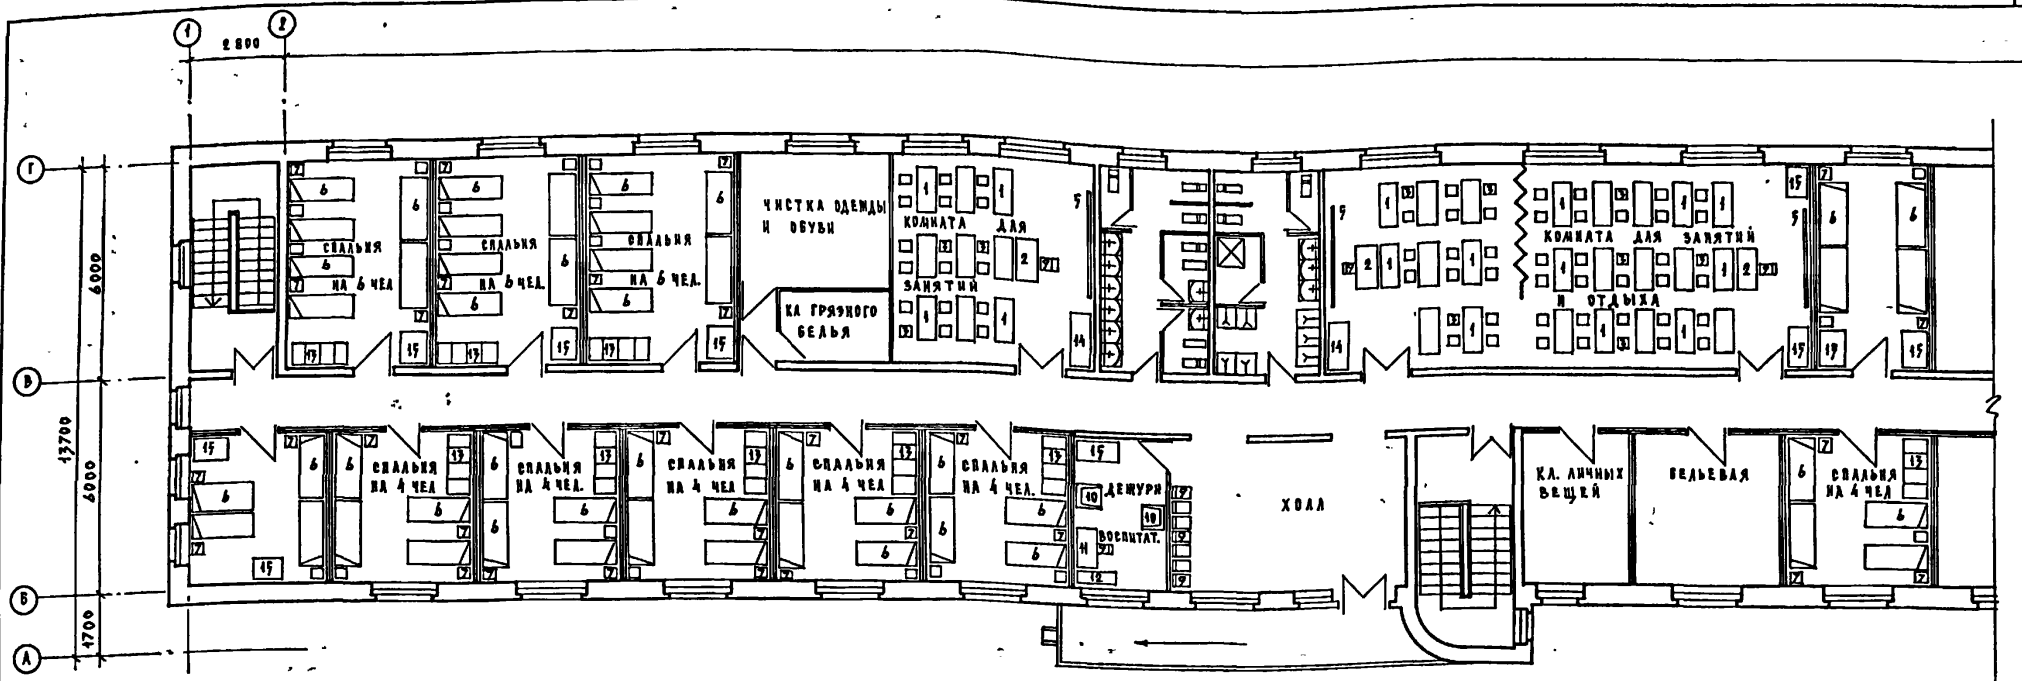 1 2
2800
Г
В
Б
А
6000
6000
1700
13700
СПАЛЬНЯ
НА 6 ЧЕЛ
СПАЛЬНЯ
НА 6 ЧЕЛ.
СПАЛЬНЯ
НА 6 ЧЕЛ.
ЧИСТКА ОДЕЖДЫ
И ОБУВИ
КЛ ГРЯЗНОГО
БЕЛЬЯ
КОМНАТА ДЛЯ
ЗАНЯТИЙ
КОМНАТА ДЛЯ ЗАНЯТИЙ
И ОТДЫХА
СПАЛЬНЯ
НА 4 ЧЕЛ
СПАЛЬНЯ
НА 4 ЧЕЛ.
СПАЛЬНЯ
НА 4 ЧЕЛ
СПАЛЬНЯ
НА 4 ЧЕЛ
СПАЛЬНЯ
НА 4 ЧЕЛ.
ДЕЖУРН
ВОСПИТАТ.
ХОЛЛ
КЛ. ЛИЧНЫХ
ВЕЩЕЙ
БЕЛЬЕВАЯ
СПАЛЬНЯ
НА 4 ЧЕЛ